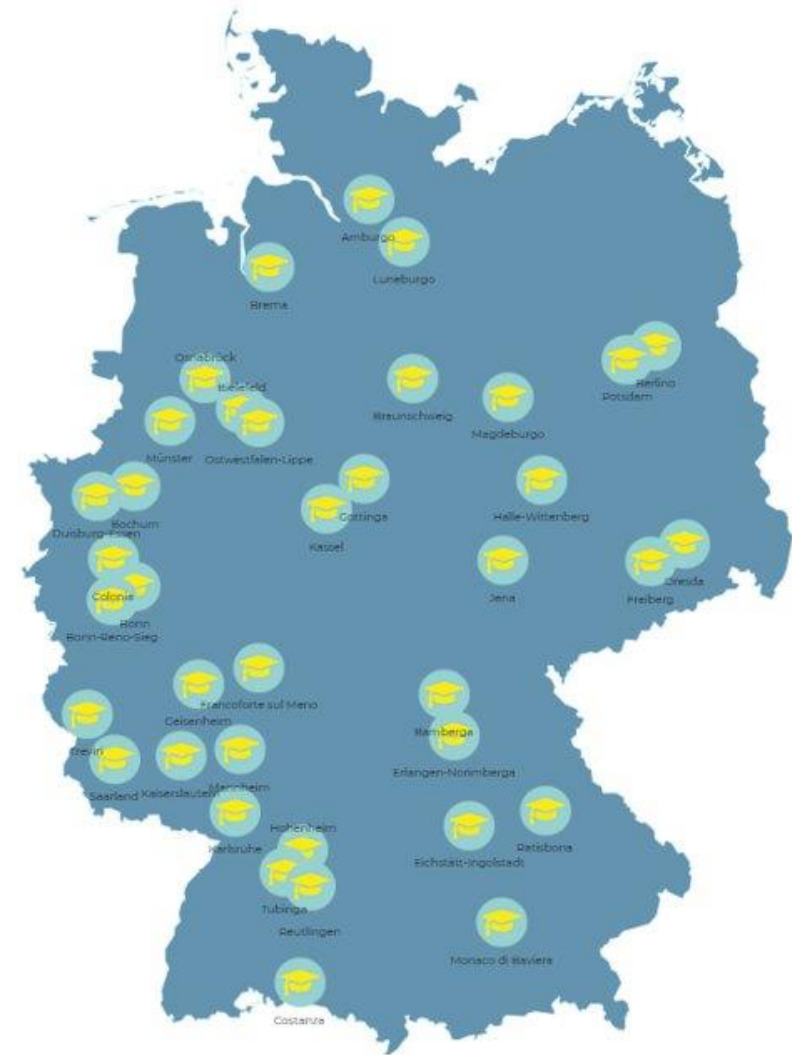 Amburgo
Luneburgo
Brema
Osnabrück
Bielefeld
Berlino
Potsdam
Braunschweig
Magdeburgo
Münster
Ostwestfalen-Lippe
Bochum
Duisburg-Essen
Gottinga
Kassel
Halle-Wittenberg
Dresda
Freiberg
Jena
Colonia
Bonn
Bonn-Reno-Sieg
Francoforte sul Meno
Geisenheim
Bamberga
Treviri
Erlangen-Norimberga
Mannheim
Kaiserslautern
Saarland
Hohenheim
Karlsruhe
Ratisbona
Eichstätt-Ingolstadt
Tubinga
Reutlingen
Monaco di Baviera
Costanza